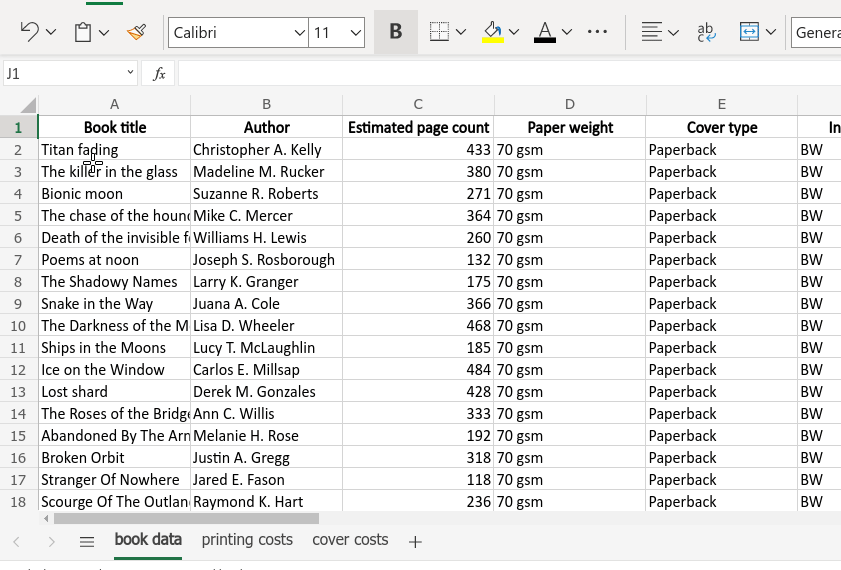 Calibri 11 B A ab Genera
J1 fx
A B C D E
1 Book title Author Estimated page count Paper weight Cover type In
2 Titan fading Christopher A. Kelly 433 70 gsm Paperback BW
3 The killer in the glass Madeline M. Rucker 380 70 gsm Paperback BW
4 Bionic moon Suzanne R. Roberts 271 70 gsm Paperback BW
5 The chase of the houn Mike C. Mercer 364 70 gsm Paperback BW
6 Death of the invisible f Williams H. Lewis 260 70 gsm Paperback BW
7 Poems at noon Joseph S. Rosborough 132 70 gsm Paperback BW
8 The Shadowy Names Larry K. Granger 175 70 gsm Paperback BW
9 Snake in the Way Juana A. Cole 366 70 gsm Paperback BW
10 The Darkness of the M Lisa D. Wheeler 468 70 gsm Paperback BW
11 Ships in the Moons Lucy T. McLaughlin 185 70 gsm Paperback BW
12 Ice on the Window Carlos E. Millsap 484 70 gsm Paperback BW
13 Lost shard Derek M. Gonzales 428 70 gsm Paperback BW
14 The Roses of the Bridg Ann C. Willis 333 70 gsm Paperback BW
15 Abandoned By The Arn Melanie H. Rose 192 70 gsm Paperback BW
16 Broken Orbit Justin A. Gregg 318 70 gsm Paperback BW
17 Stranger Of Nowhere Jared E. Fason 118 70 gsm Paperback BW
18 Scourge Of The Outlan Raymond K. Hart 236 70 gsm Paperback BW
book data printing costs cover costs